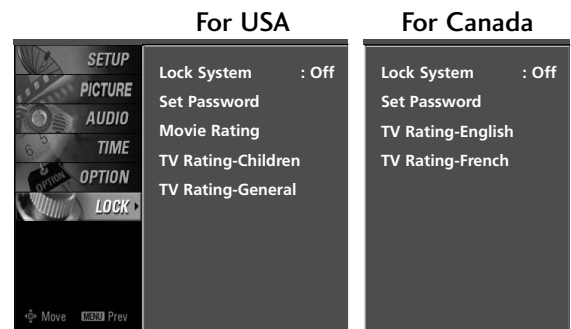 For USA
For Canada
SETUP
PICTURE
AUDIO
TIME
OPTION
LOCK
Move MENU Prev
Lock System : Off
Set Password
Movie Rating
TV Rating-Children
TV Rating-General
Lock System : Off
Set Password
TV Rating-English
TV Rating-French